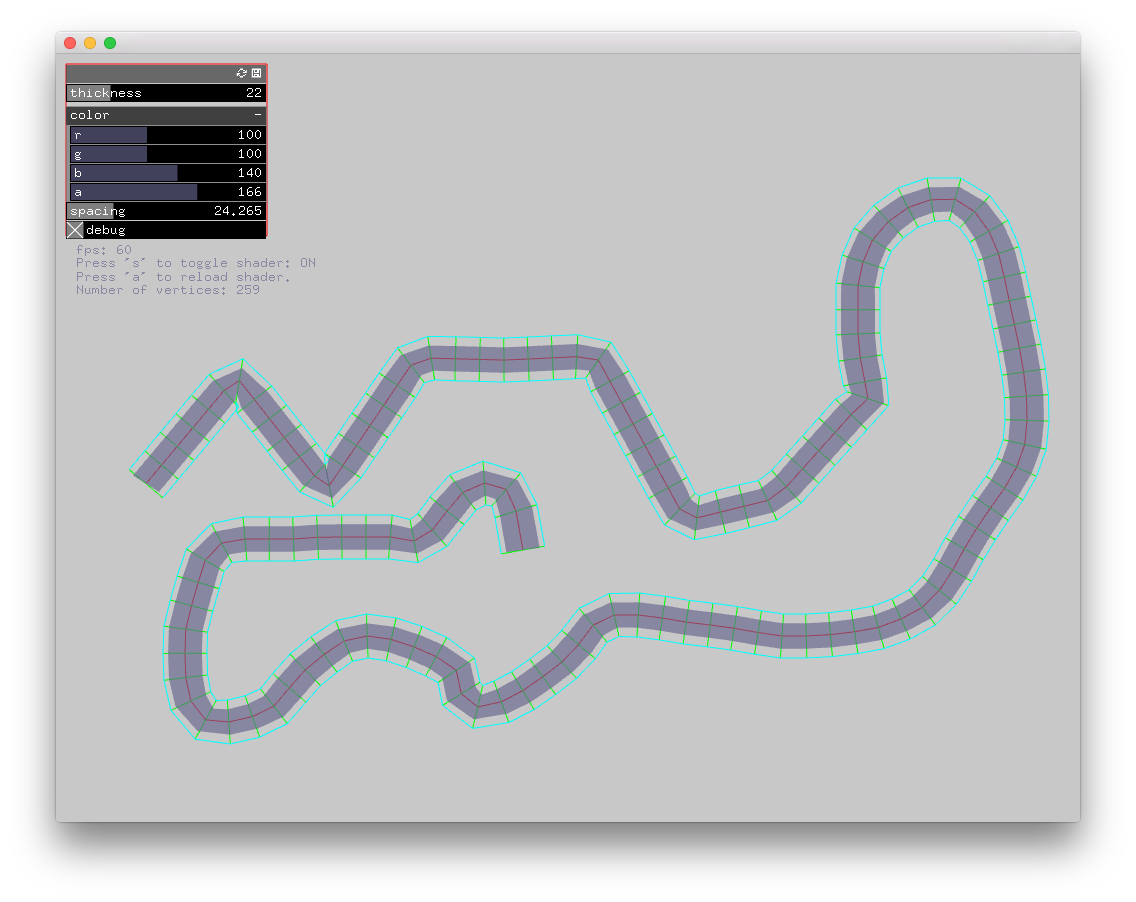 thickness 22
color -
r 100
g 100
b 140
a 166
spacing 24.265
debug
fps: 60
Press 's' to toggle shader: ON
Press 'a' to reload shader.
Number of vertices: 259